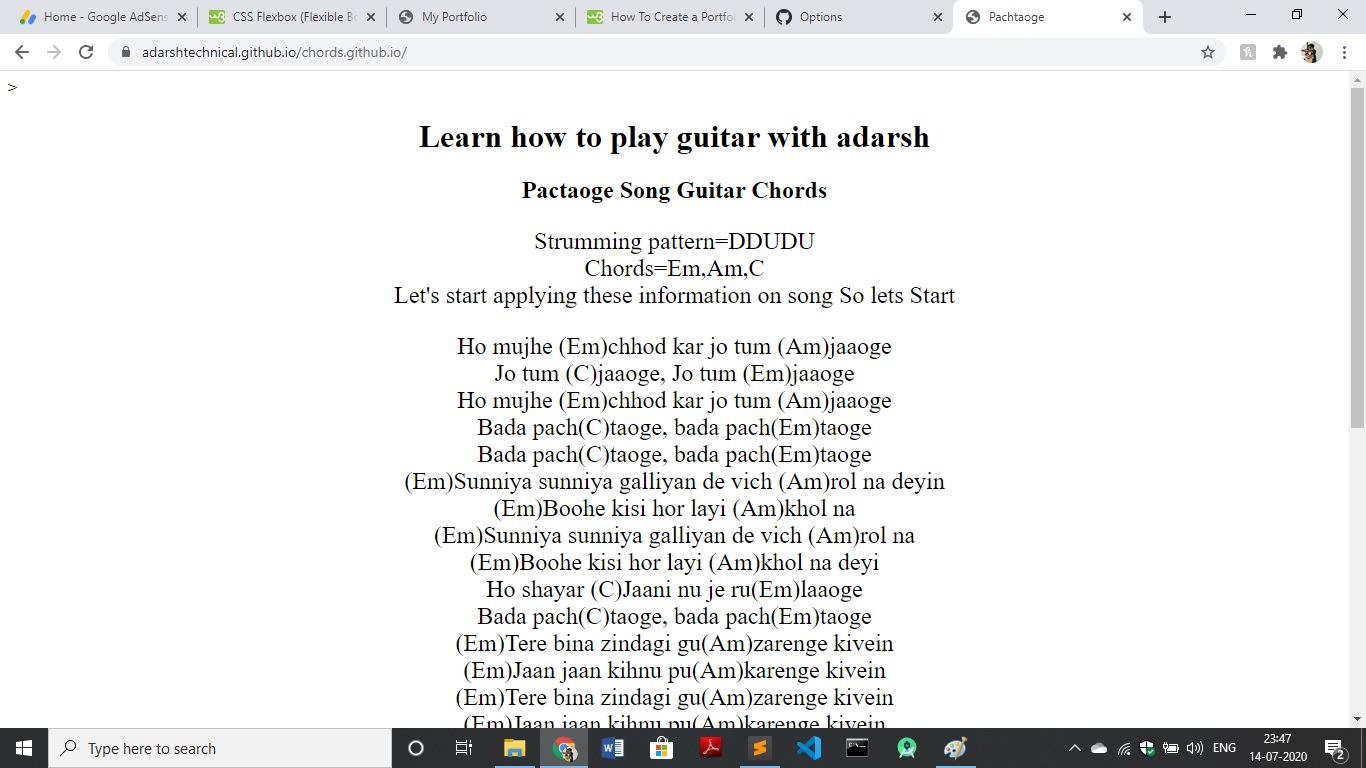 Home - Google AdSens
CSS Flexbox (Flexible Bo
My Portfolio
How To Create a Portfol
Options
Pachtaoge
adarshtechnical.github.io/chords.github.io/
>
Learn how to play guitar with adarsh
Pactaoge Song Guitar Chords
Strumming pattern=DDUDU
Chords=Em,Am,C
Let's start applying these information on song So lets Start
Ho mujhe (Em)chhod kar jo tum (Am)jaaoge
Jo tum (C)jaaoge, Jo tum (Em)jaaoge
Ho mujhe (Em)chhod kar jo tum (Am)jaaoge
Bada pach(C)taoge, bada pach(Em)taoge
Bada pach(C)taoge, bada pach(Em)taoge
(Em)Sunniya sunniya galliyan de vich (Am)rol na deyin
(Em)Boohe kisi hor layi (Am)khol na
(Em)Sunniya sunniya galliyan de vich (Am)rol na
(Em)Boohe kisi hor layi (Am)khol na deyi
Ho shayar (C)Jaani nu je ru(Em)laaoge
Bada pach(C)taoge, bada pach(Em)taoge
(Em)Tere bina zindagi gu(Am)zarenge kivein
(Em)Jaan jaan kihnu pu(Am)karenge kivein
(Em)Tere bina zindagi gu(Am)zarenge kivein
(Em)Jaan jaan kihnu pu(Am)karenge kivein
Type here to search
ENG
23:47
14-07-2020
2